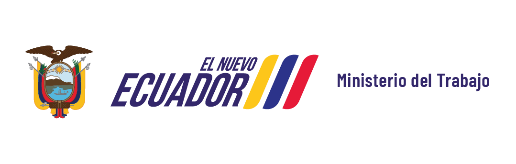 EL NUEVO
ECUADOR
Ministerio del Trabajo